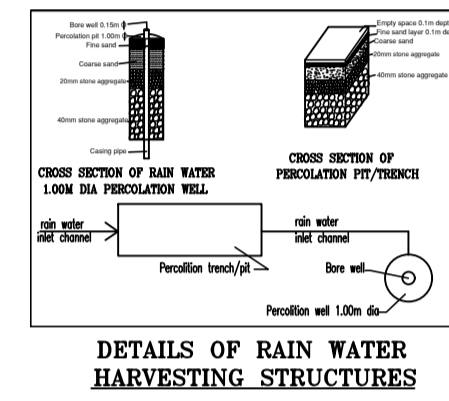 Bore well 0.15m ϕ
Percolation pit 1.00m ϕ
Fine sand
Coarse sand
20mm stone aggregate
40mm stone aggregate
Casing pipe
CROSS SECTION OF RAIN WATER
1.00M DIA PERCOLATION WELL
Empty space 0.1m dept
Fine sand layer 0.1m de
Coarse sand
20mm stone aggregate
40mm stone aggregate
CROSS SECTION OF
PERCOLATION PIT/TRENCH
rain water
inlet channel
Percolition trench/pit
rain water
inlet channel
Bore well
Percolition well 1.00m dia
DETAILS OF RAIN WATER
HARVESTING STRUCTURES